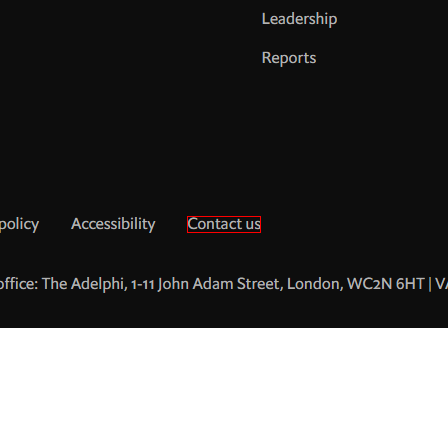 Leadership
Reports
policy Accessibility Contact us
office: The Adelphi, 1-11 John Adam Street, London, WC2N 6HT |